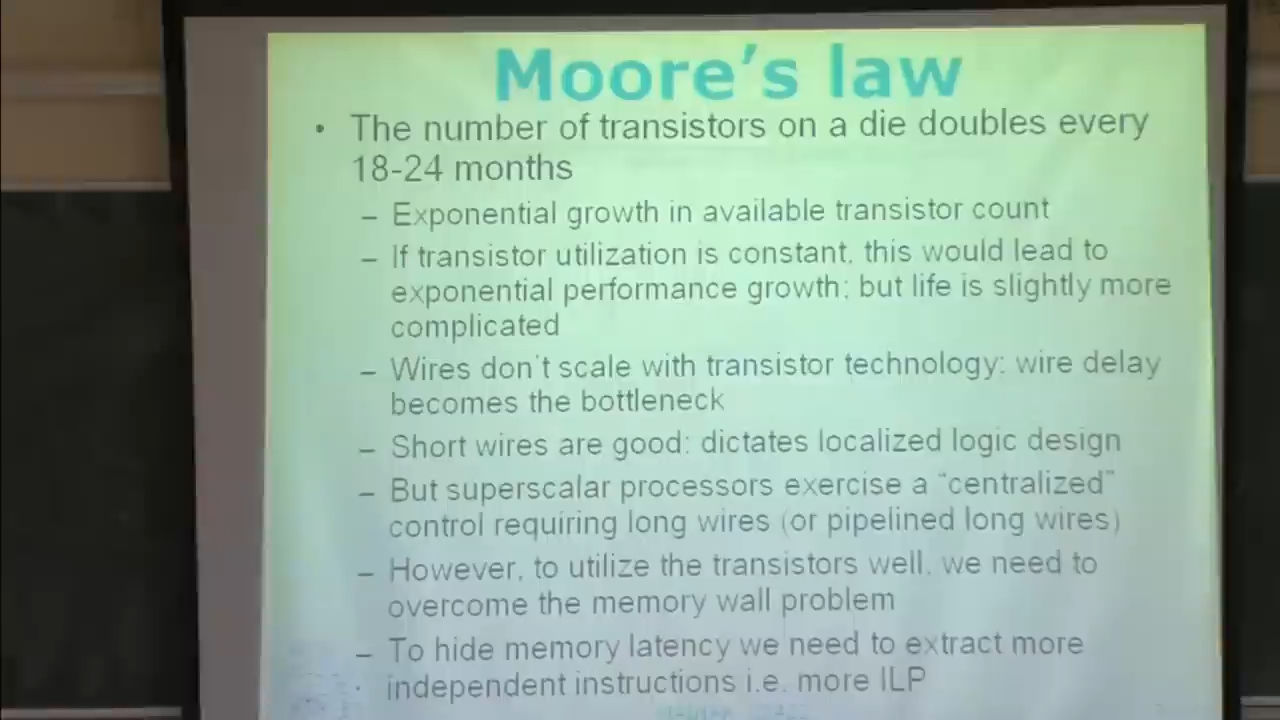 Moore's law
• The number of transistors on a die doubles every
18-24 months
– Exponential growth in available transistor count
– If transistor utilization is constant, this would lead to
exponential performance growth; but life is slightly more
complicated
– Wires don't scale with transistor technology: wire delay
becomes the bottleneck
– Short wires are good: dictates localized logic design
– But superscalar processors exercise a "centralized"
control requiring long wires (or pipelined long wires)
– However, to utilize the transistors well, we need to
overcome the memory wall problem
– To hide memory latency we need to extract more
independent instructions i.e. more ILP